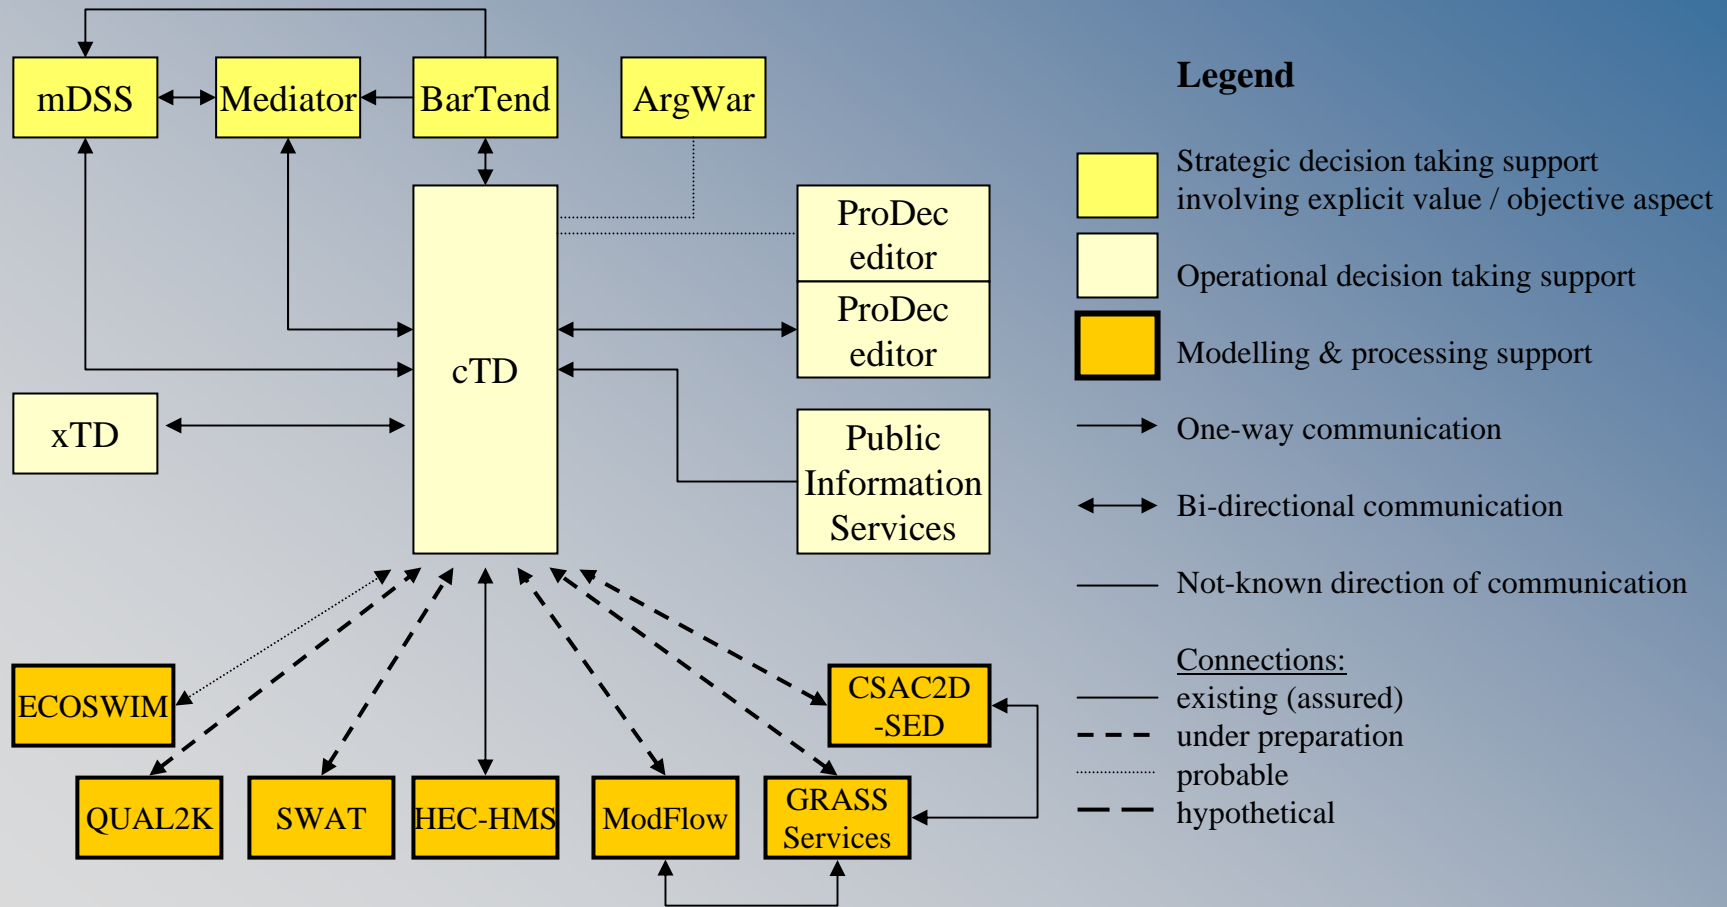 mDSS
Mediator
BarTend
ArgWar
ProDec
editor
ProDec
editor
cTD
xTD
Public
Information
Services
ECOSWIM
CSAC2D
-SED
QUAL2K
SWAT
HEC-HMS
ModFlow
GRASS
Services
Legend
Strategic decision taking support
involving explicit value / objective aspect
Operational decision taking support
Modelling & processing support
One-way communication
Bi-directional communication
Not-known direction of communication
Connections:
existing (assured)
under preparation
probable
hypothetical